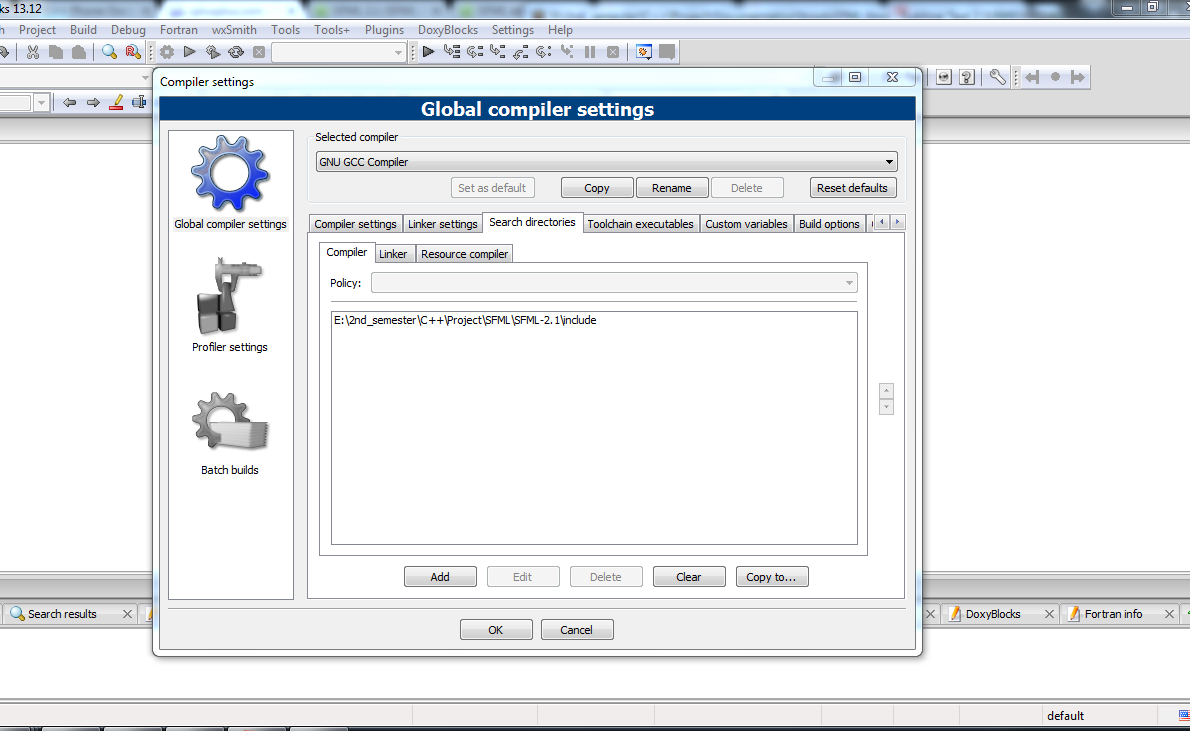 ks 13.12
h Project Build Debug Fortran wxSmith Tools Tools+ Plugins DoxyBlocks Settings Help
Compiler settings
Global compiler settings
Global compiler settings
Profiler settings
Batch builds
Selected compiler
GNU GCC Compiler
Set as default Copy Rename Delete Reset defaults
Compiler settings Linker settings Search directories Toolchain executables Custom variables Build options
Compiler Linker Resource compiler
Policy:
E:\2nd_semester\C++\Project\SFML\SFML-2.1\include
Add Edit Delete Clear Copy to...
OK Cancel
Search results DoxyBlocks Fortran info
default